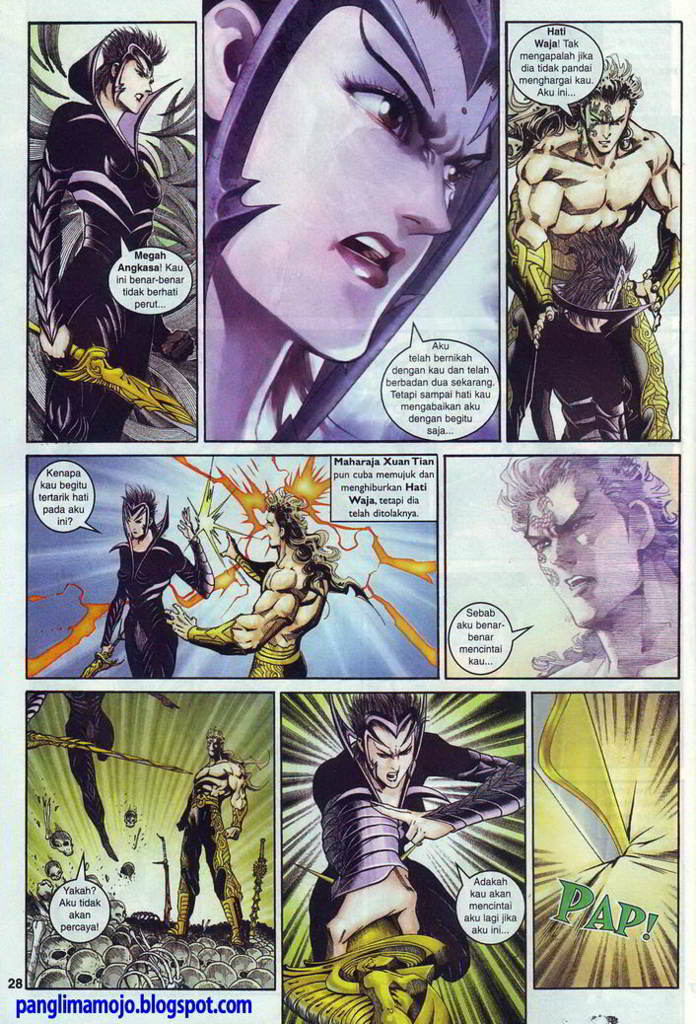 Megah
Angkasa! Kau
ini benar-benar
tidak berhati
perut...
Aku
telah bernikah
dengan kau dan telah
berbadan dua sekarang.
Tetapi sampai hati kau
mengabaikan aku
dengan begitu
saja...
Hati
Waja! Tak
mengapalah jika
dia tidak pandai
menghargai kau.
Aku ini...
Kenapa
kau begitu
tertarik hati
pada aku
ini?
Maharaja Xuan Tian
pun cuba memujuk dan
menghiburkan Hati
Waja, tetapi dia
telah ditolaknya.
Sebab
aku benar-
benar
mencintai
kau...
Yakah?
Aku tidak
akan
percaya!
Adakah
kau akan
mencintai
aku lagi jika
aku ini...
PAP!
28
panglimamojo.blogspot.com